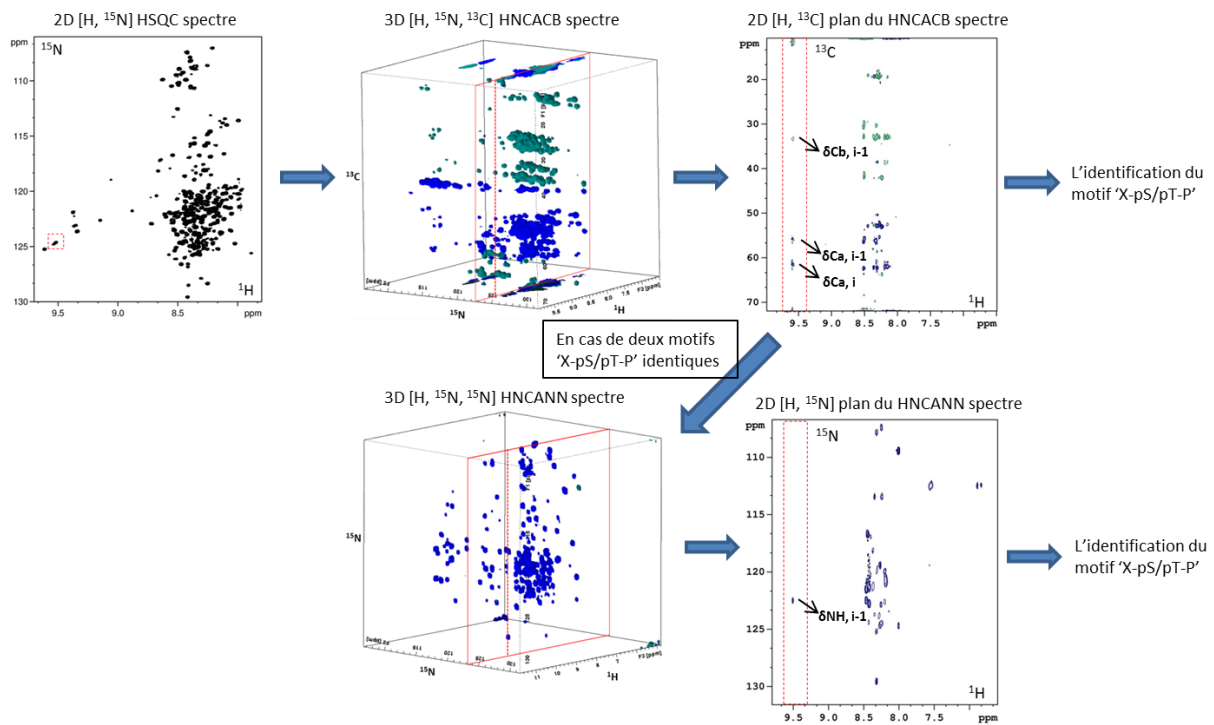 2D [H, ¹⁵N] HSQC spectre
3D [H, ¹⁵N, ¹³C] HNCACB spectre
2D [H, ¹³C] plan du HNCACB spectre
ppm
¹⁵N
110
115
120
125
130
9.5
9.0
8.5
ppm
¹H
¹³C
¹⁵N
¹H
ppm
¹³C
20
30
40
50
60
70
δCb, i-1
δCa, i-1
δCa, i
¹H
9.5
9.0
8.5
8.0
7.5
ppm
L'identification du
motif 'X-pS/pT-P'
En cas de deux motifs
'X-pS/pT-P' identiques
3D [H, ¹⁵N, ¹⁵N] HNCANN spectre
2D [H, ¹⁵N] plan du HNCANN spectre
¹⁵N
¹⁵N
¹H
ppm
¹⁵N
110
115
120
125
130
δNH, i-1
¹H
9.5
9.0
8.5
8.0
7.5
ppm
L'identification du
motif 'X-pS/pT-P'